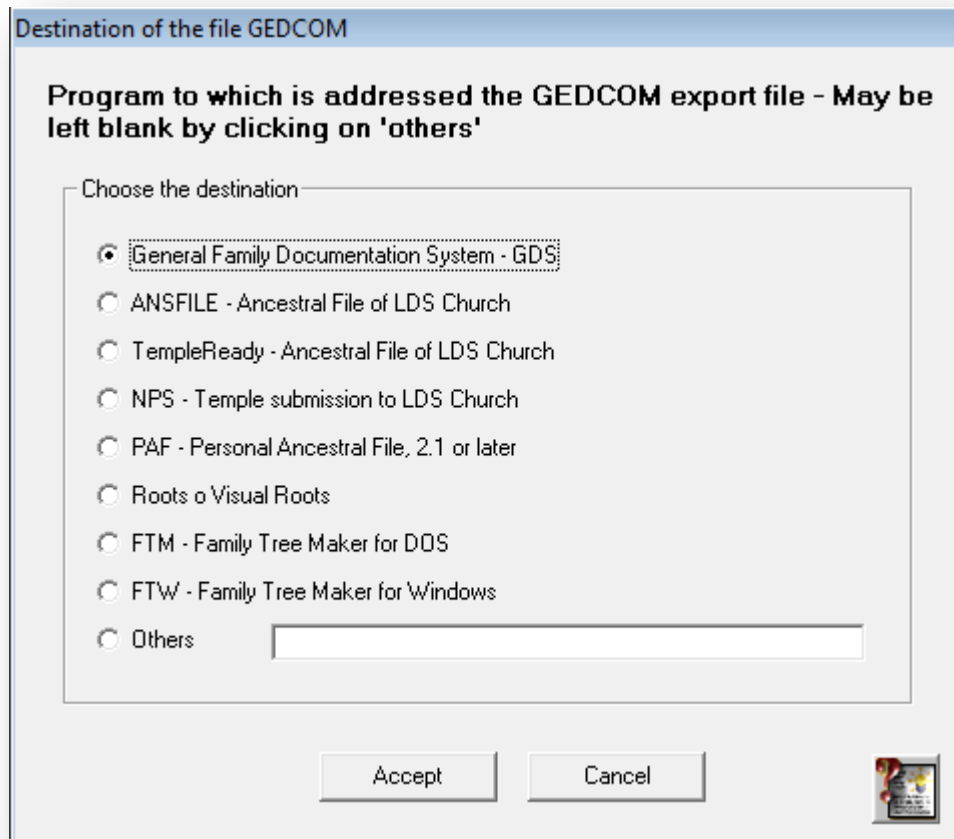 Destination of the file GEDCOM
Program to which is addressed the GEDCOM export file - May be
left blank by clicking on 'others'
Choose the destination
General Family Documentation System - GDS
ANSFILE - Ancestral File of LDS Church
TempleReady - Ancestral File of LDS Church
NPS - Temple submission to LDS Church
PAF - Personal Ancestral File, 2.1 or later
Roots o Visual Roots
FTM - Family Tree Maker for DOS
FTW - Family Tree Maker for Windows
Others
Accept Cancel